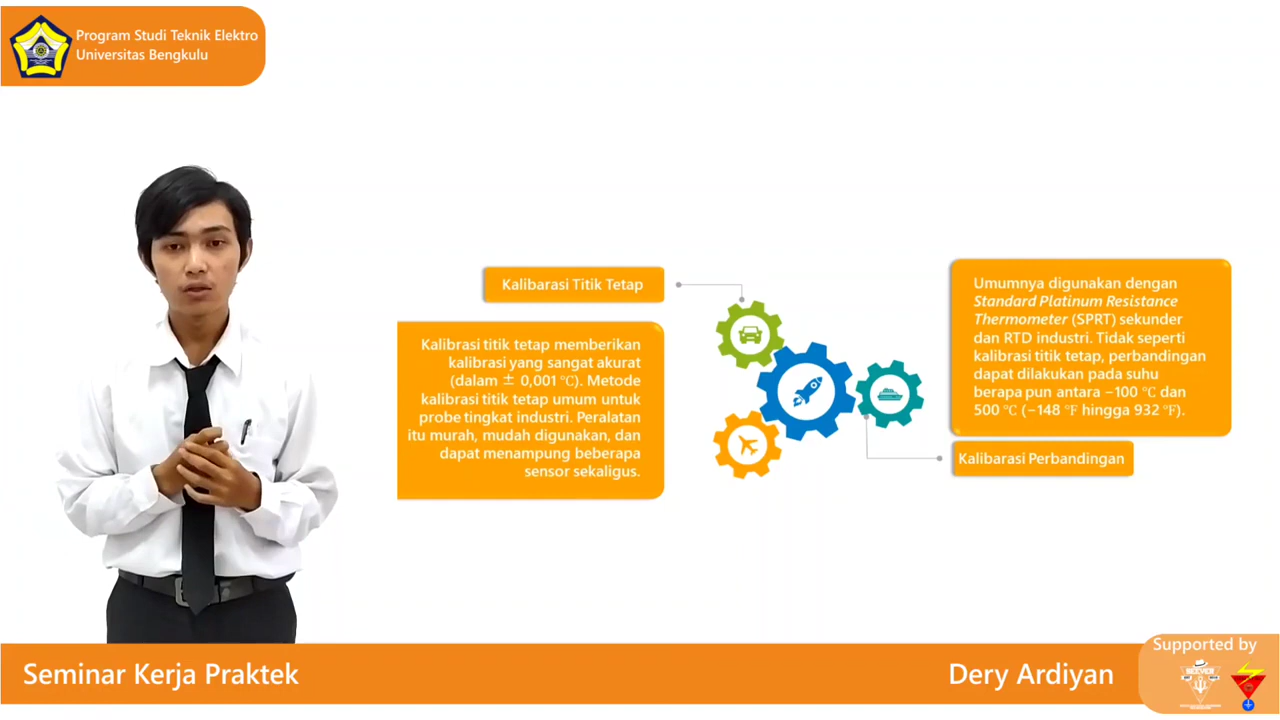 Program Studi Teknik Elektro
Universitas Bengkulu
Kalibarasi Titik Tetap
Kalibrasi titik tetap memberikan
kalibrasi yang sangat akurat
(dalam ± 0,001 °C). Metode
kalibrasi titik tetap umum untuk
probe tingkat industri. Peralatan
itu murah, mudah digunakan, dan
dapat menampung beberapa
sensor sekaligus.
Umumnya digunakan dengan
Standard Platinum Resistance
Thermometer (SPRT) sekunder
dan RTD industri. Tidak seperti
kalibrasi titik tetap, perbandingan
dapat dilakukan pada suhu
berapa pun antara −100 °C dan
500 °C (−148 °F hingga 932 °F).
Kalibarasi Perbandingan
Seminar Kerja Praktek
Dery Ardiyan
Supported by